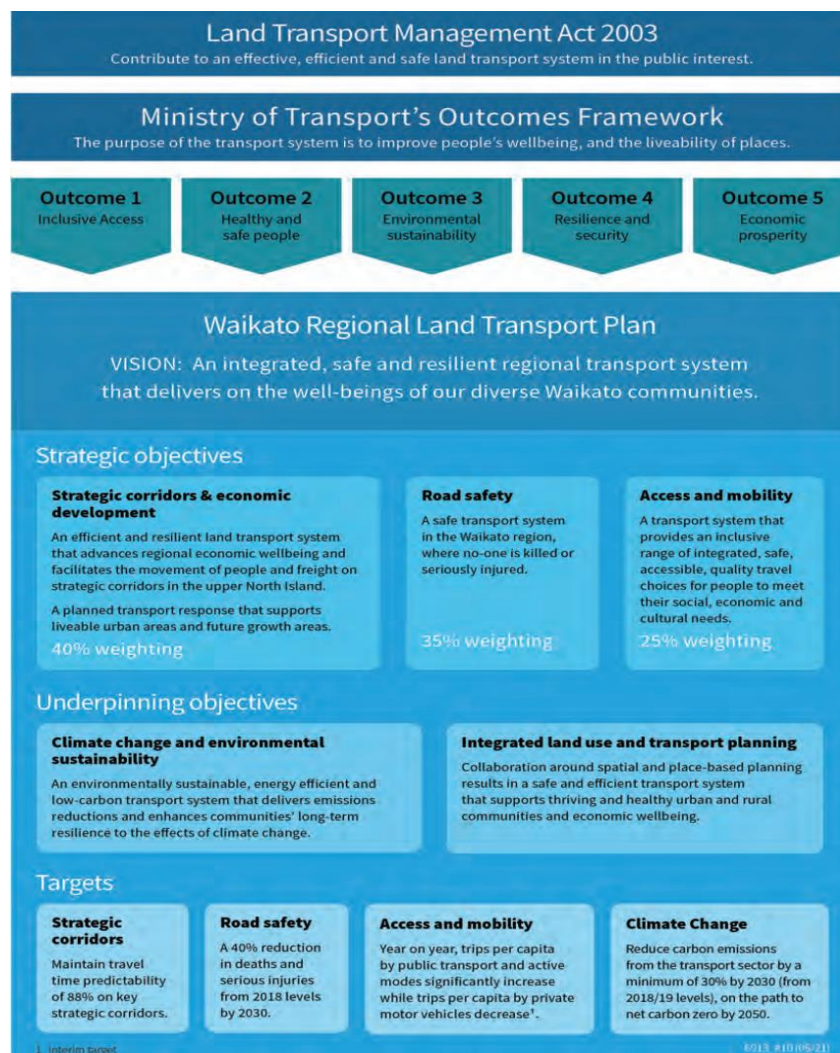 Land Transport Management Act 2003
Contribute to an effective, efficient and safe land transport system in the public interest.
Ministry of Transport's Outcomes Framework
The purpose of the transport system is to improve people's wellbeing, and the liveability of places.
Outcome 1
Inclusive Access
Outcome 2
Healthy and
safe people
Outcome 3
Environmental
sustainability
Outcome 4
Resilience and
security
Outcome 5
Economic
prosperity
Waikato Regional Land Transport Plan
VISION: An integrated, safe and resilient regional transport system
that delivers on the well-beings of our diverse Waikato communities.
Strategic objectives
Strategic corridors & economic
development
An efficient and resilient land transport system
that advances regional economic wellbeing and
facilitates the movement of people and freight on
strategic corridors in the upper North Island.
A planned transport response that supports
liveable urban areas and future growth areas.
40% weighting
Road safety
A safe transport system
in the Waikato region,
where no-one is killed or
seriously injured.
35% weighting
Access and mobility
A transport system that
provides an inclusive
range of integrated, safe,
accessible, quality travel
choices for people to meet
their social, economic and
cultural needs.
25% weighting
Underpinning objectives
Climate change and environmental
sustainability
An environmentally sustainable, energy efficient and
low-carbon transport system that delivers emissions
reductions and enhances communities' long-term
resilience to the effects of climate change.
Integrated land use and transport planning
Collaboration around spatial and place-based planning
results in a safe and efficient transport system
that supports thriving and healthy urban and rural
communities and economic wellbeing.
Targets
Strategic
corridors
Maintain travel
time predictability
of 88% on key
strategic corridors.
Road safety
A 40% reduction
in deaths and
serious injuries
from 2018 levels
by 2030.
Access and mobility
Year on year, trips per capita
by public transport and active
modes significantly increase
while trips per capita by private
motor vehicles decrease¹.
Climate Change
Reduce carbon emissions
from the transport sector by a
minimum of 30% by 2030 (from
2018/19 levels), on the path to
net carbon zero by 2050.
1. Interim target